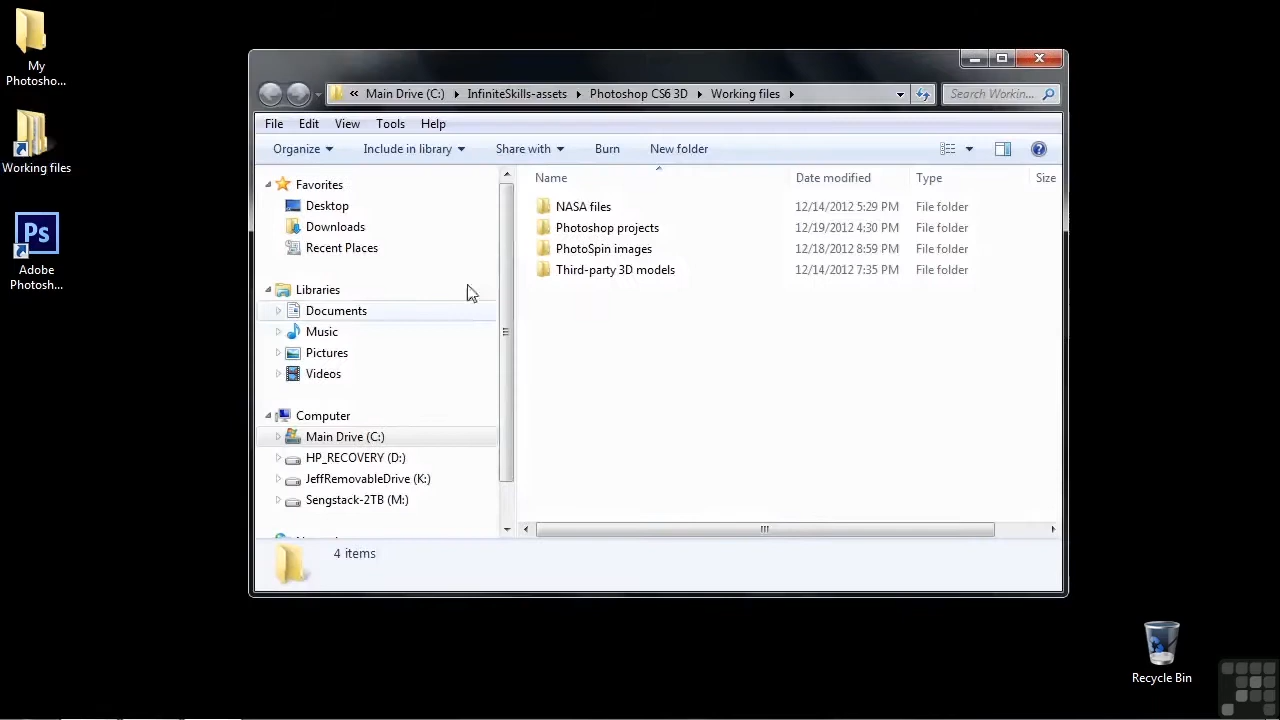 My
Photosho...
Working files
Ps
Adobe
Photosh...
Main Drive (C:)
InfiniteSkills-assets
Photoshop CS6 3D
Working files
Search Workin...
File
Edit
View
Tools
Help
Organize
Include in library
Share with
Burn
New folder
Favorites
Desktop
Downloads
Recent Places
Libraries
Documents
Music
Pictures
Videos
Computer
Main Drive (C:)
HP_RECOVERY (D:)
JeffRemovableDrive (K:)
Sengstack-2TB (M:)
Name Date modified Type Size
NASA files 12/14/2012 5:29 PM File folder
Photoshop projects 12/19/2012 4:30 PM File folder
PhotoSpin images 12/18/2012 8:59 PM File folder
Third-party 3D models 12/14/2012 7:35 PM File folder
4 items
Recycle Bin